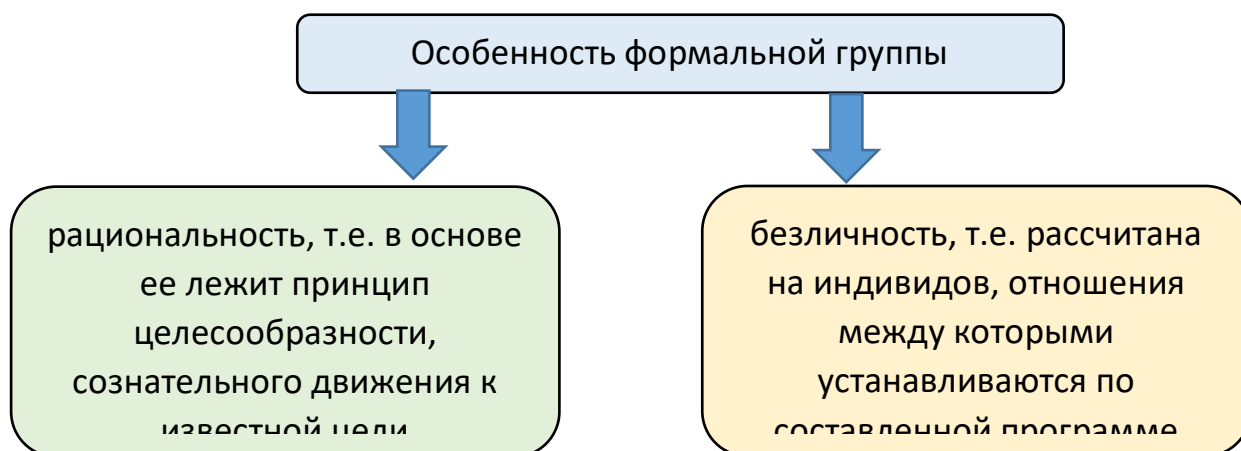 Особенность формальной группы
рациональность, т.е. в основе
ее лежит принцип
целесообразности,
сознательного движения к
известной цели
безличность, т.е. рассчитана
на индивидов, отношения
между которыми
устанавливаются по
составленной программе